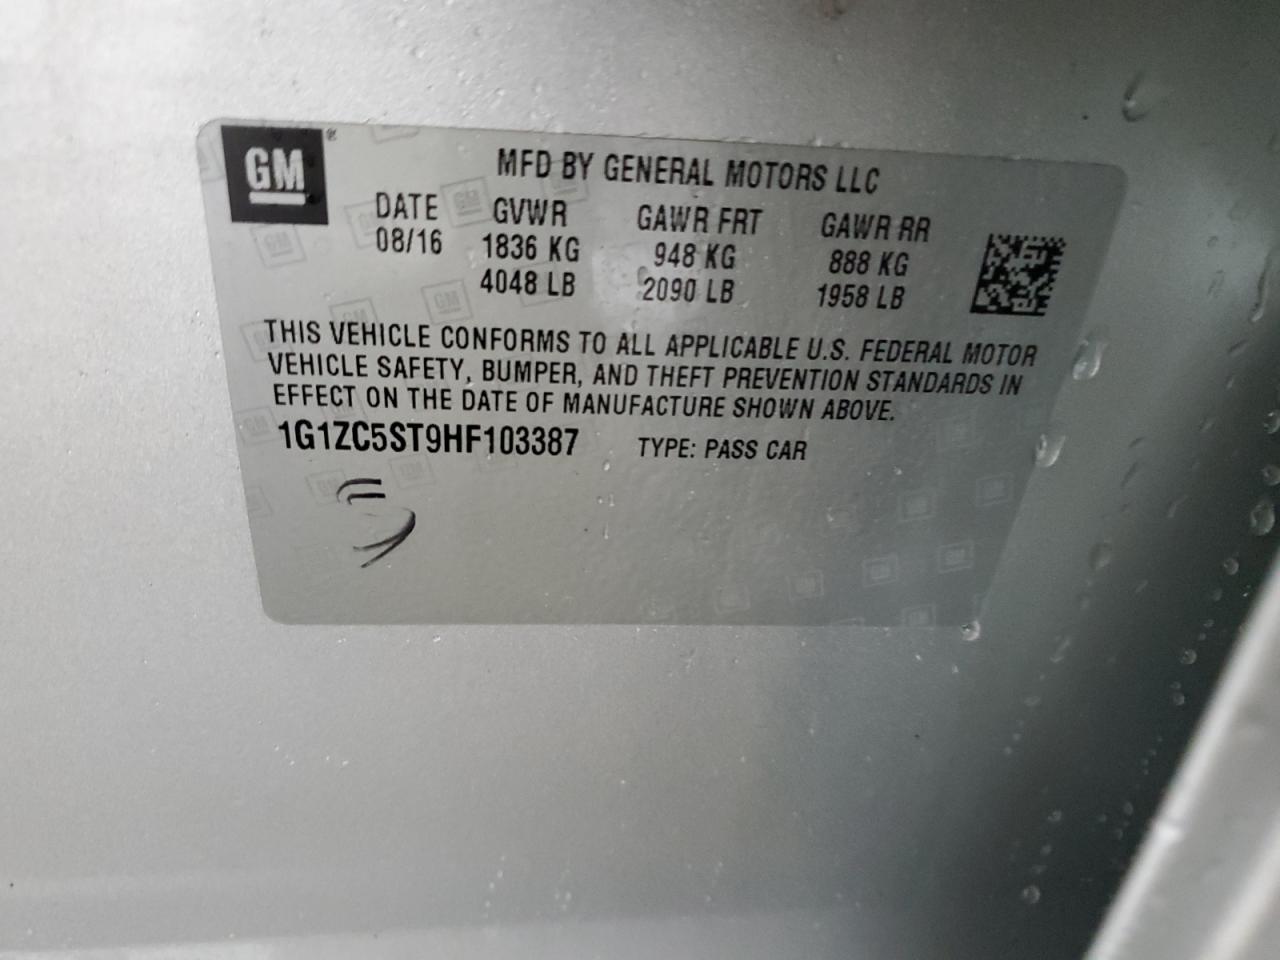 GM ®
MFD BY GENERAL MOTORS LLC
DATE GVWR GAWR FRT GAWR RR
08/16 1836 KG 948 KG 888 KG
4048 LB 2090 LB 1958 LB
THIS VEHICLE CONFORMS TO ALL APPLICABLE U.S. FEDERAL MOTOR
VEHICLE SAFETY, BUMPER, AND THEFT PREVENTION STANDARDS IN
EFFECT ON THE DATE OF MANUFACTURE SHOWN ABOVE.
1G1ZC5ST9HF103387 TYPE: PASS CAR